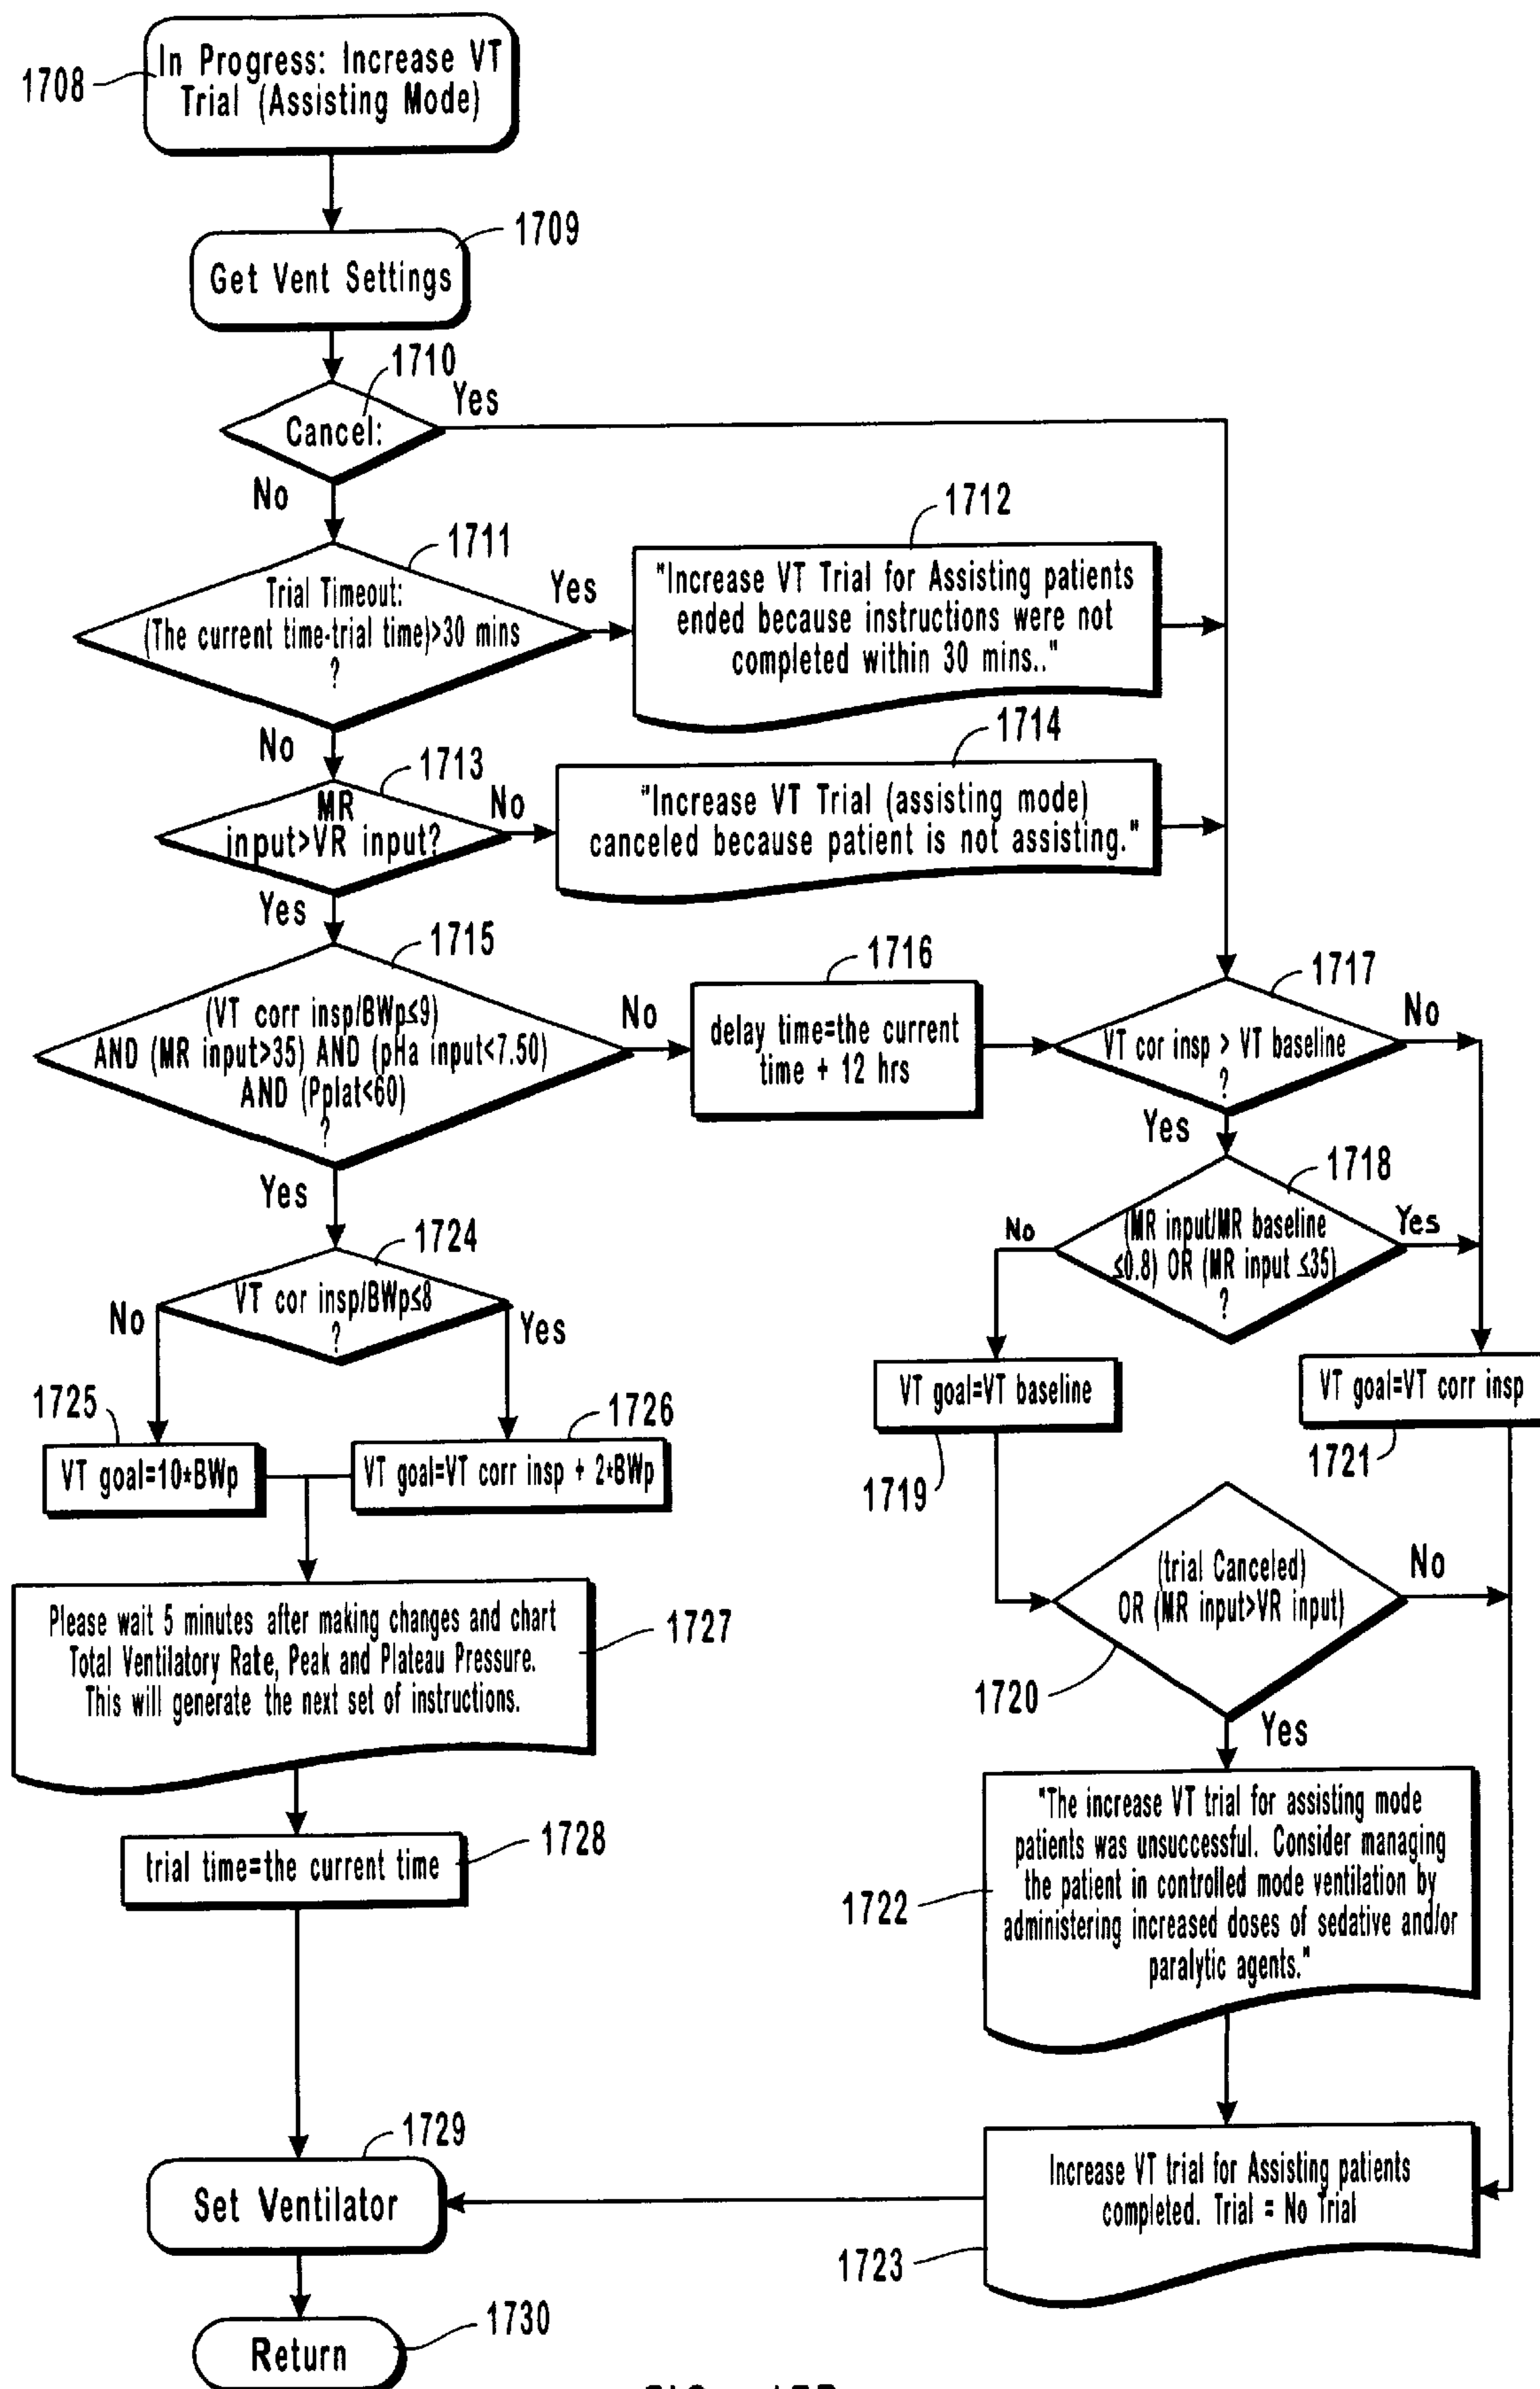 In Progress: Increase VT
Trial (Assisting Mode)
1708
1709
Get Vent Settings
1710
Yes
Cancel:
No
1711
Trial Timeout:
(The current time-trial time)>30 mins
?
Yes
1712
"Increase VT Trial for Assisting patients
ended because instructions were not
completed within 30 mins.."
No
1713
MR
input>VR input?
No
1714
"Increase VT Trial (assisting mode)
canceled because patient is not assisting."
Yes
1715
(VT corr insp/BWp≤9)
AND (MR input>35) AND (pHa input<7.50)
AND (Pplat<60)
?
No
1716
delay time=the current
time + 12 hrs
1717
VT cor insp > VT baseline
?
No
Yes
1718
(MR input/MR baseline
≤0.8) OR (MR input ≤35)
?
No
Yes
Yes
1724
VT cor insp/BWp≤8
?
No
Yes
VT goal=VT baseline
1719
VT goal=VT corr insp
1721
1725
VT goal=10*BWp
1726
VT goal=VT corr insp + 2*BWp
(trial Canceled)
OR (MR input>VR input)
No
1720
Yes
Please wait 5 minutes after making changes and chart
Total Ventilatory Rate, Peak and Plateau Pressure.
This will generate the next set of instructions.
1727
trial time=the current time
1728
"The increase VT trial for assisting mode
patients was unsuccessful. Consider managing
the patient in controlled mode ventilation by
administering increased doses of sedative and/or
paralytic agents."
1722
1729
Set Ventilator
Increase VT trial for Assisting patients
completed. Trial = No Trial
1723
1730
Return